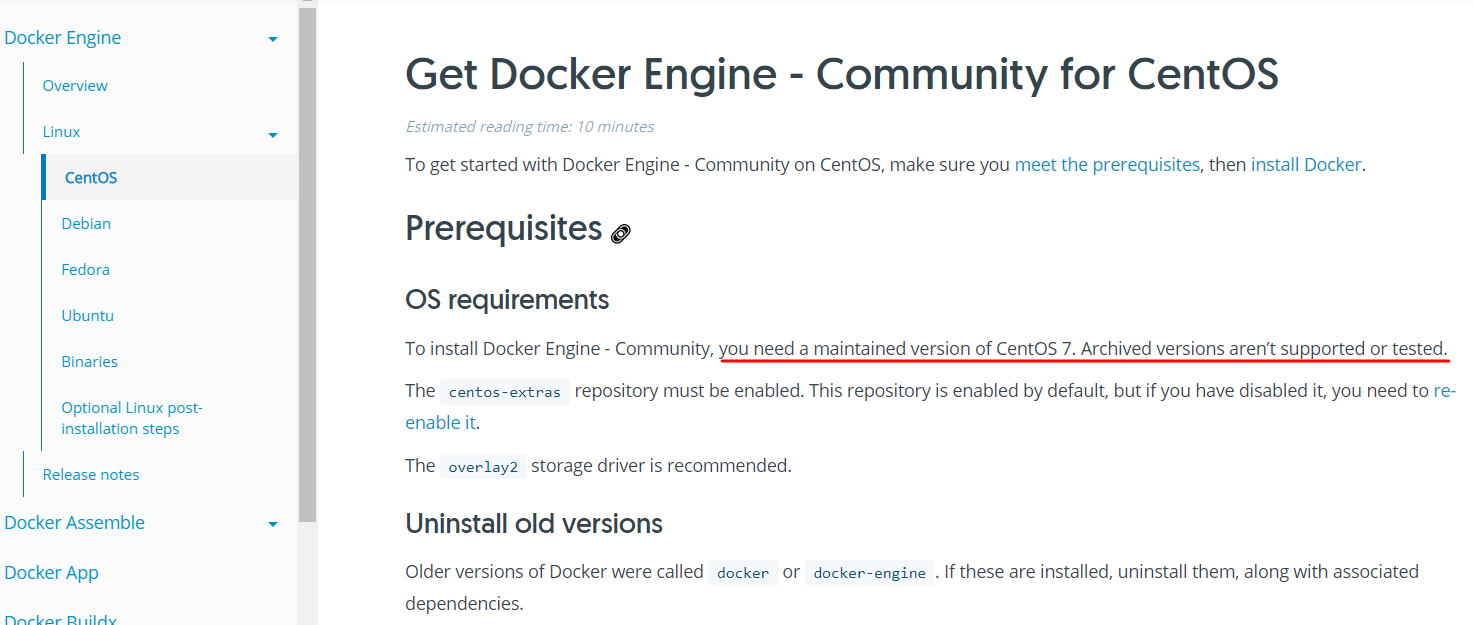 Docker Engine
Overview
Linux
CentOS
Debian
Fedora
Ubuntu
Binaries
Optional Linux post-
installation steps
Release notes
Docker Assemble
Docker App
Docker Buildx
Get Docker Engine - Community for CentOS
Estimated reading time: 10 minutes
To get started with Docker Engine - Community on CentOS, make sure you meet the prerequisites, then install Docker.
Prerequisites
OS requirements
To install Docker Engine - Community, you need a maintained version of CentOS 7. Archived versions aren’t supported or tested.
The centos-extras repository must be enabled. This repository is enabled by default, but if you have disabled it, you need to re-
enable it.
The overlay2 storage driver is recommended.
Uninstall old versions
Older versions of Docker were called docker or docker-engine . If these are installed, uninstall them, along with associated
dependencies.